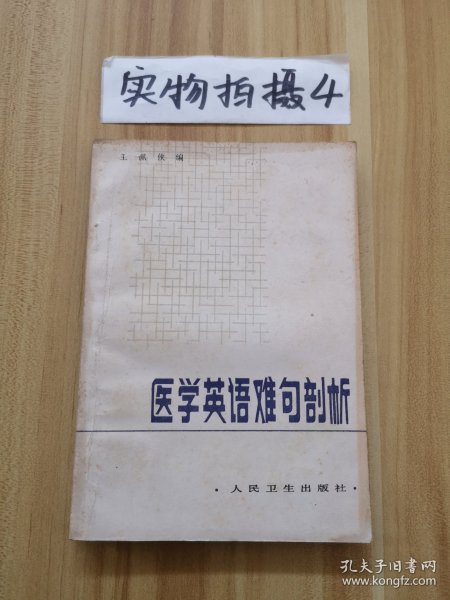 实物拍摄4
王佩侠编
医学英语难句剖析
·人民卫生出版社·
孔夫子旧书网
www.kongfz.com